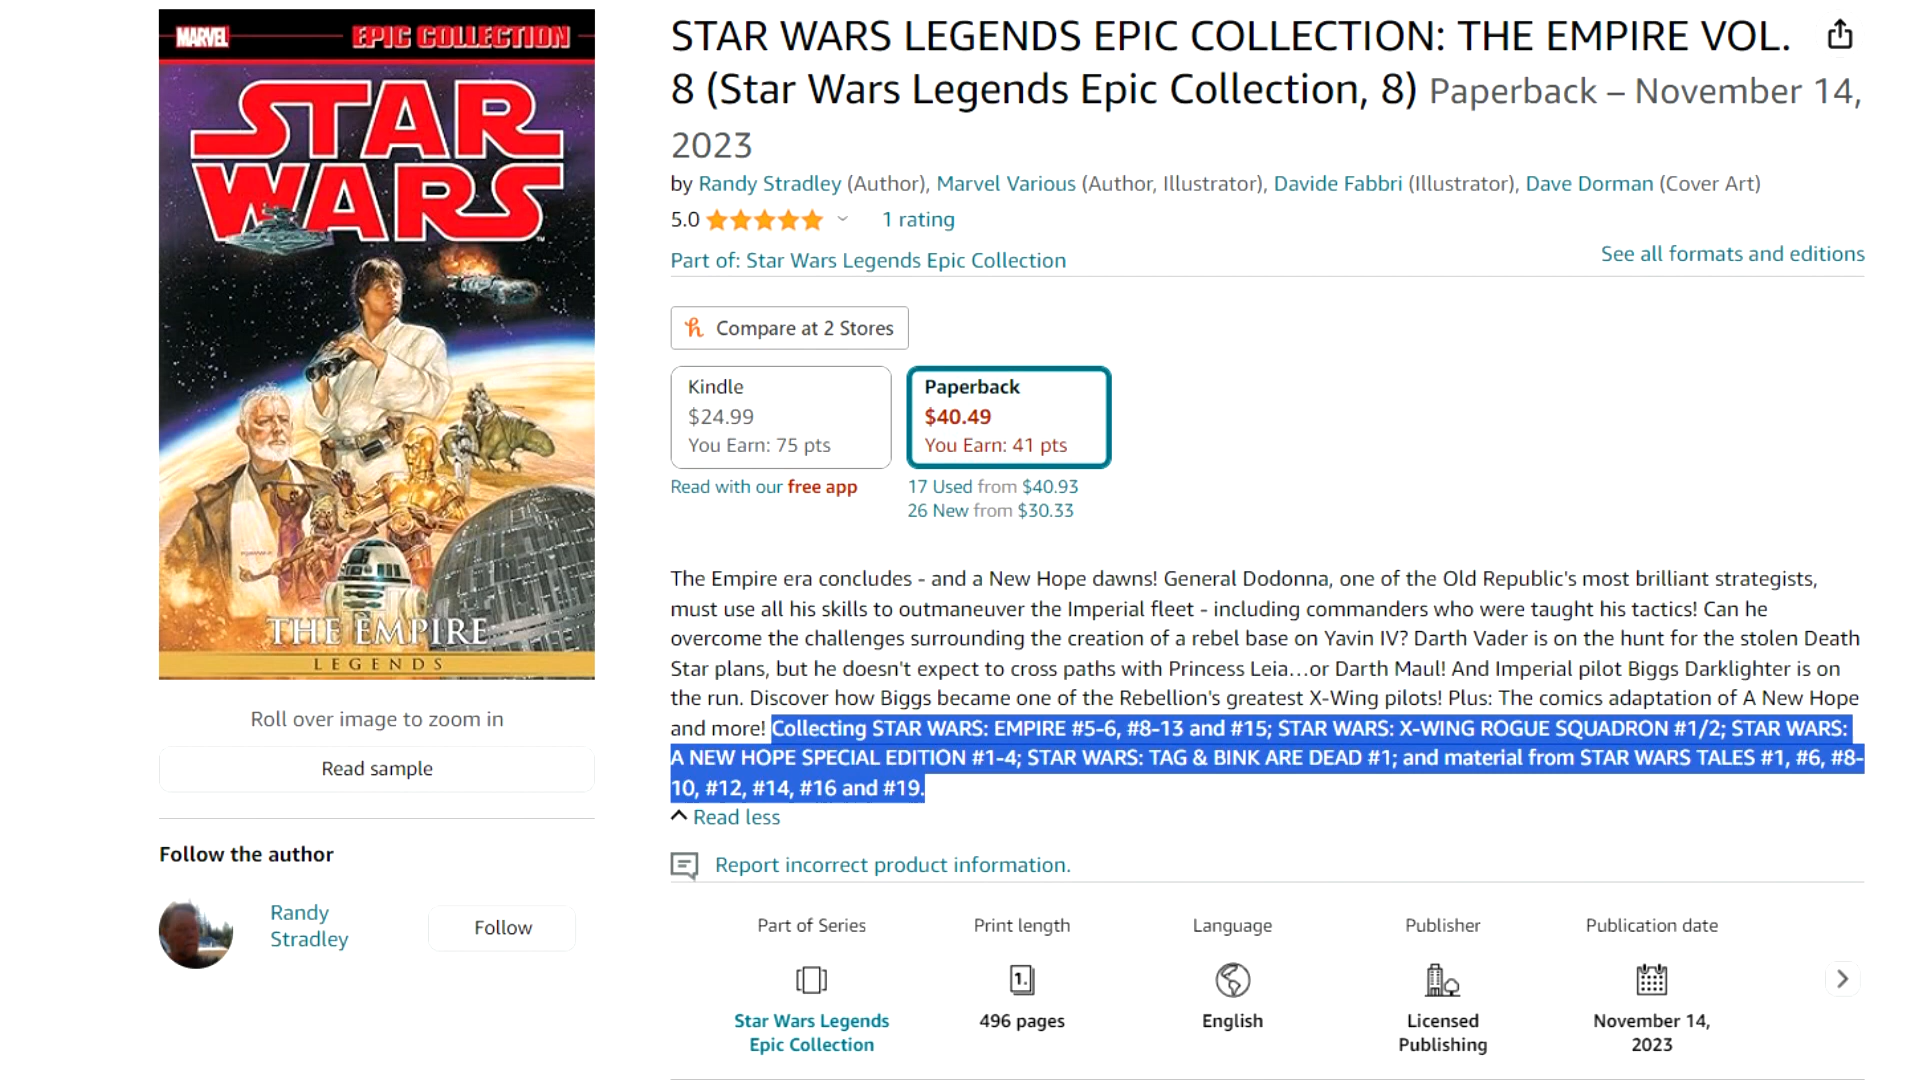 MARVEL EPIC COLLECTION
STAR
WARS
THE EMPIRE
LEGENDS
Roll over image to zoom in
Read sample
Follow the author
Randy
Stradley
Follow
STAR WARS LEGENDS EPIC COLLECTION: THE EMPIRE VOL.
8 (Star Wars Legends Epic Collection, 8) Paperback – November 14,
2023
by Randy Stradley (Author), Marvel Various (Author, Illustrator), Davide Fabbri (Illustrator), Dave Dorman (Cover Art)
5.0 1 rating
Part of: Star Wars Legends Epic Collection
See all formats and editions
Compare at 2 Stores
Kindle
$24.99
You Earn: 75 pts
Read with our free app
Paperback
$40.49
You Earn: 41 pts
17 Used from $40.93
26 New from $30.33
The Empire era concludes - and a New Hope dawns! General Dodonna, one of the Old Republic's most brilliant strategists,
must use all his skills to outmaneuver the Imperial fleet - including commanders who were taught his tactics! Can he
overcome the challenges surrounding the creation of a rebel base on Yavin IV? Darth Vader is on the hunt for the stolen Death
Star plans, but he doesn't expect to cross paths with Princess Leia...or Darth Maul! And Imperial pilot Biggs Darklighter is on
the run. Discover how Biggs became one of the Rebellion's greatest X-Wing pilots! Plus: The comics adaptation of A New Hope
and more! Collecting STAR WARS: EMPIRE #5-6, #8-13 and #15; STAR WARS: X-WING ROGUE SQUADRON #1/2; STAR WARS:
A NEW HOPE SPECIAL EDITION #1-4; STAR WARS: TAG & BINK ARE DEAD #1; and material from STAR WARS TALES #1, #6, #8-
10, #12, #14, #16 and #19.
Read less
Report incorrect product information.
Part of Series
Star Wars Legends
Epic Collection
Print length
1.
496 pages
Language
English
Publisher
Licensed
Publishing
Publication date
November 14,
2023